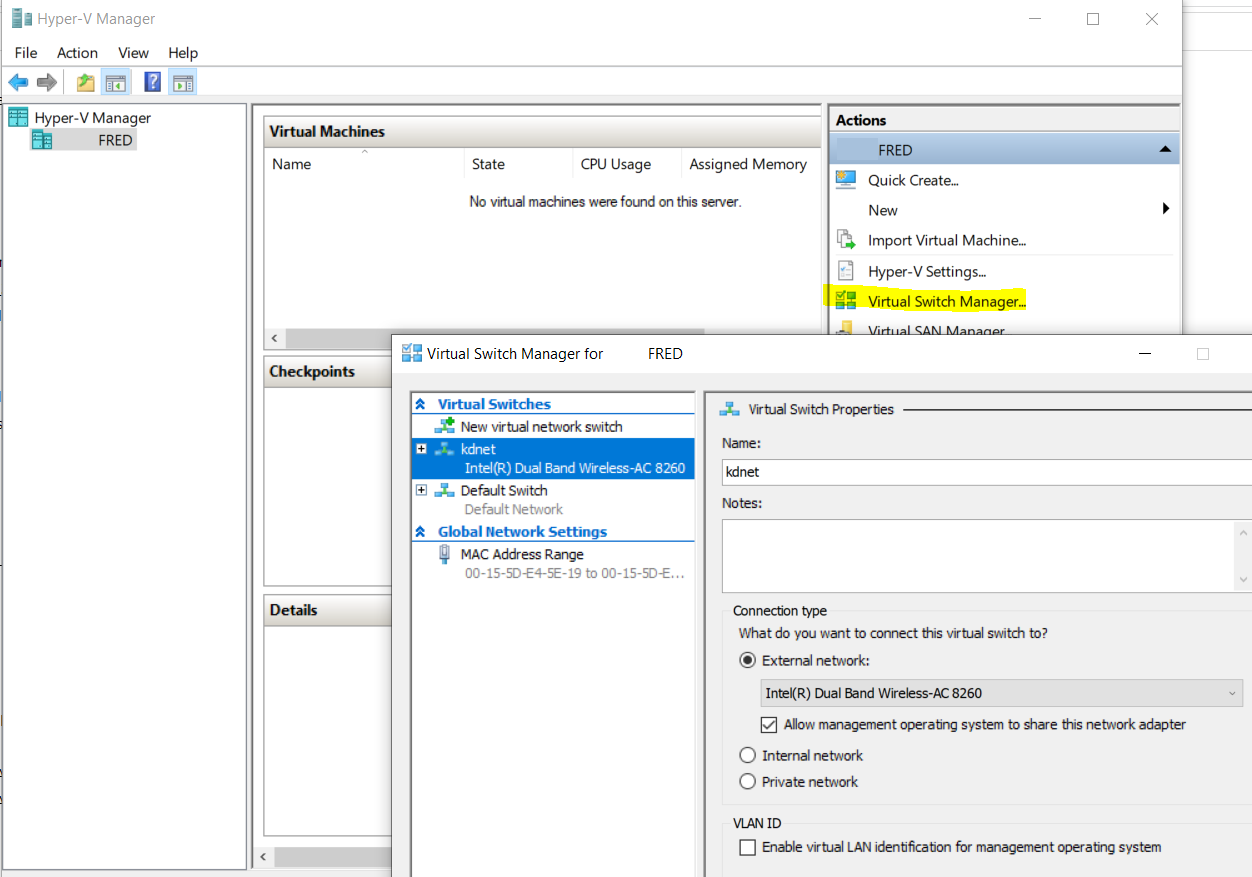 Hyper-V Manager
File Action View Help
Hyper-V Manager
FRED
Virtual Machines
Name State CPU Usage Assigned Memory
No virtual machines were found on this server.
Checkpoints
Details
Actions
FRED
Quick Create...
New
Import Virtual Machine...
Hyper-V Settings...
Virtual Switch Manager...
Virtual SAN Manager
Virtual Switch Manager for FRED
Virtual Switches
New virtual network switch
kdnet
Intel(R) Dual Band Wireless-AC 8260
Default Switch
Default Network
Global Network Settings
MAC Address Range
00-15-5D-E4-5E-19 to 00-15-5D-E...
Virtual Switch Properties
Name:
kdnet
Notes:
Connection type
What do you want to connect this virtual switch to?
External network:
Intel(R) Dual Band Wireless-AC 8260
Allow management operating system to share this network adapter
Internal network
Private network
VLAN ID
Enable virtual LAN identification for management operating system